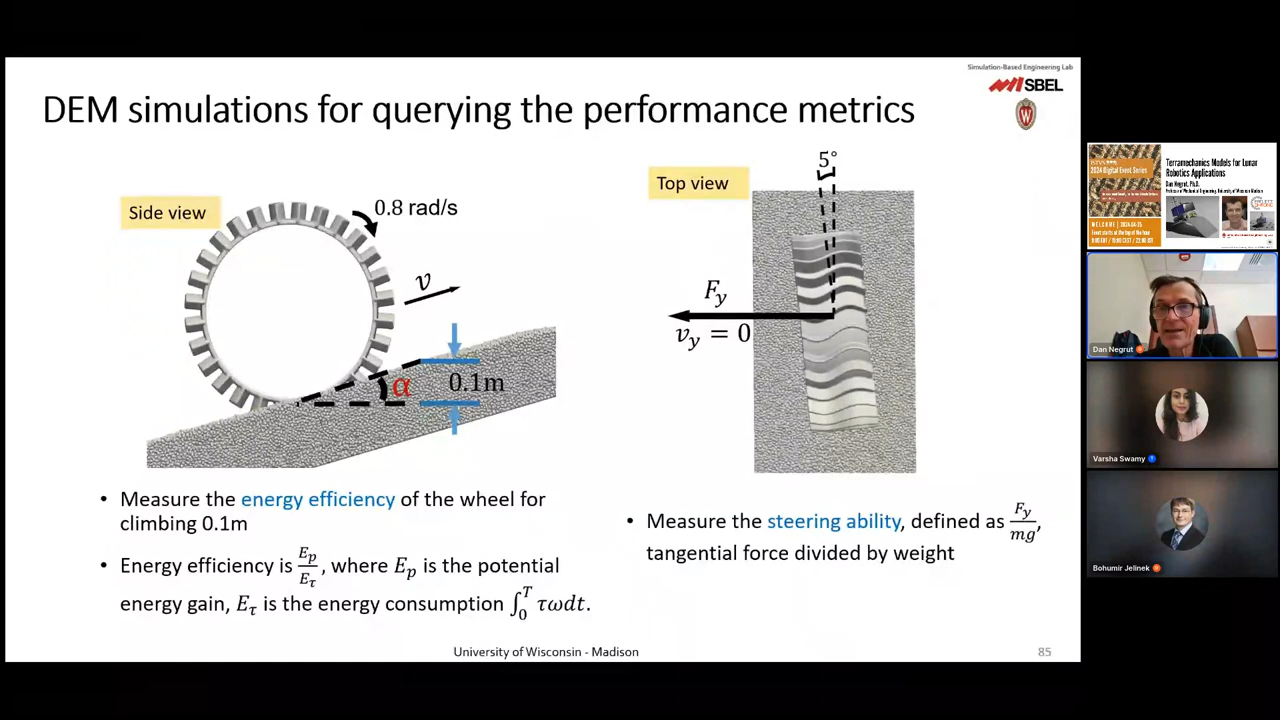 Simulation-Based Engineering Lab
SBEL
DEM simulations for querying the performance metrics
Side view
0.8 rad/s
v
α
0.1m
Top view
5°
F_y
v_y = 0
• Measure the energy efficiency of the wheel for
climbing 0.1m
• Energy efficiency is E_p/E_τ, where E_p is the potential
energy gain, E_τ is the energy consumption ∫_0^T τωdt.
• Measure the steering ability, defined as F_y/mg,
tangential force divided by weight
University of Wisconsin - Madison
85
2024 Digital Event Series
Terramechanics Models for Lunar
Robotics Applications
Dan Negrut, Ph.D.
Dan Negrut
Varsha Swamy
Bohumir Jelinek